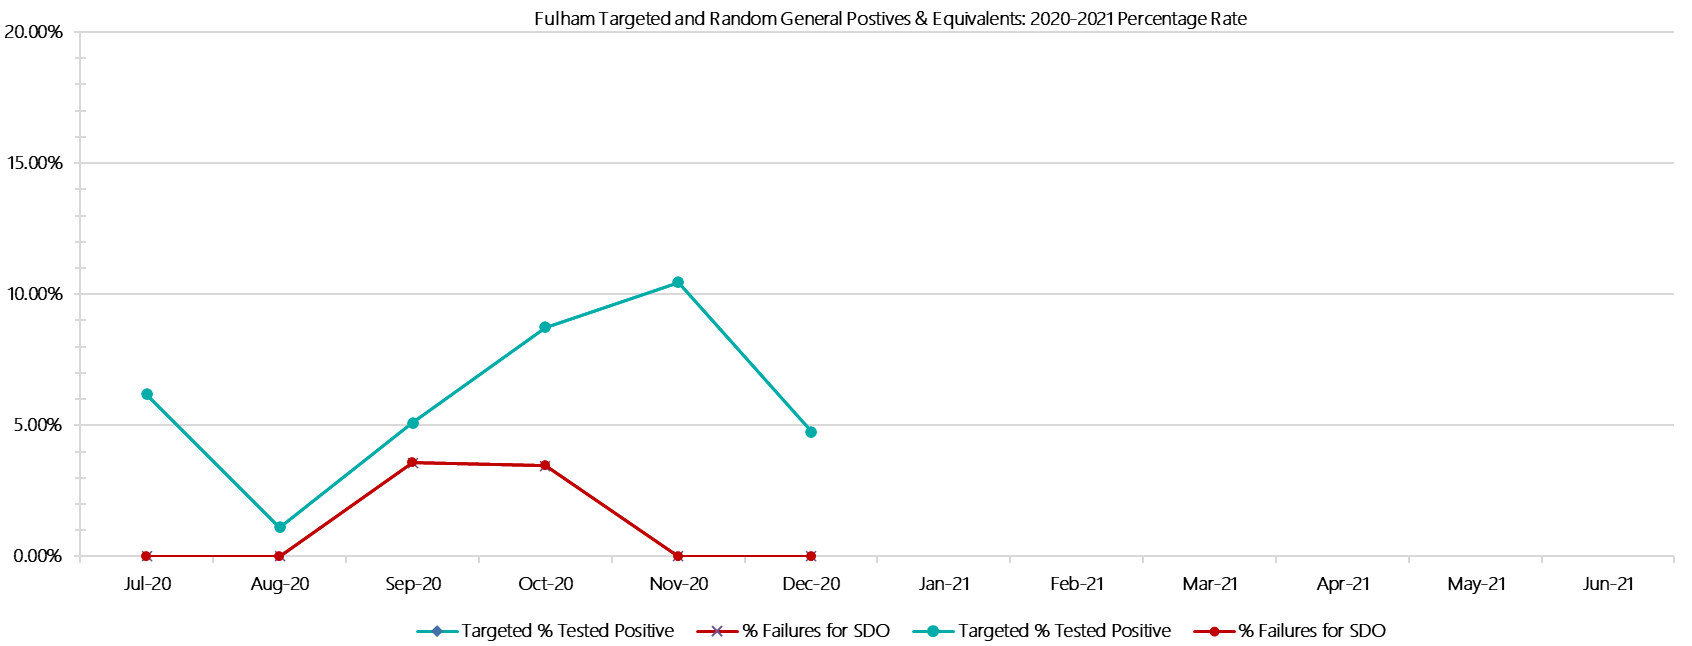 Fulham Targeted and Random General Postives & Equivalents: 2020-2021 Percentage Rate
20.00%
15.00%
10.00%
5.00%
0.00%
Jul-20 Aug-20 Sep-20 Oct-20 Nov-20 Dec-20 Jan-21 Feb-21 Mar-21 Apr-21 May-21 Jun-21
Targeted % Tested Positive % Failures for SDO Targeted % Tested Positive % Failures for SDO